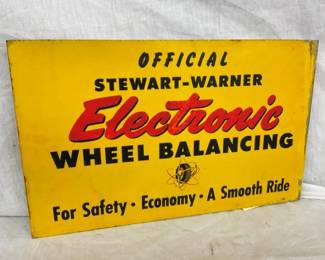 OFFICIAL
STEWART-WARNER
Electronic
WHEEL BALANCING
For Safety • Economy • A Smooth Ride